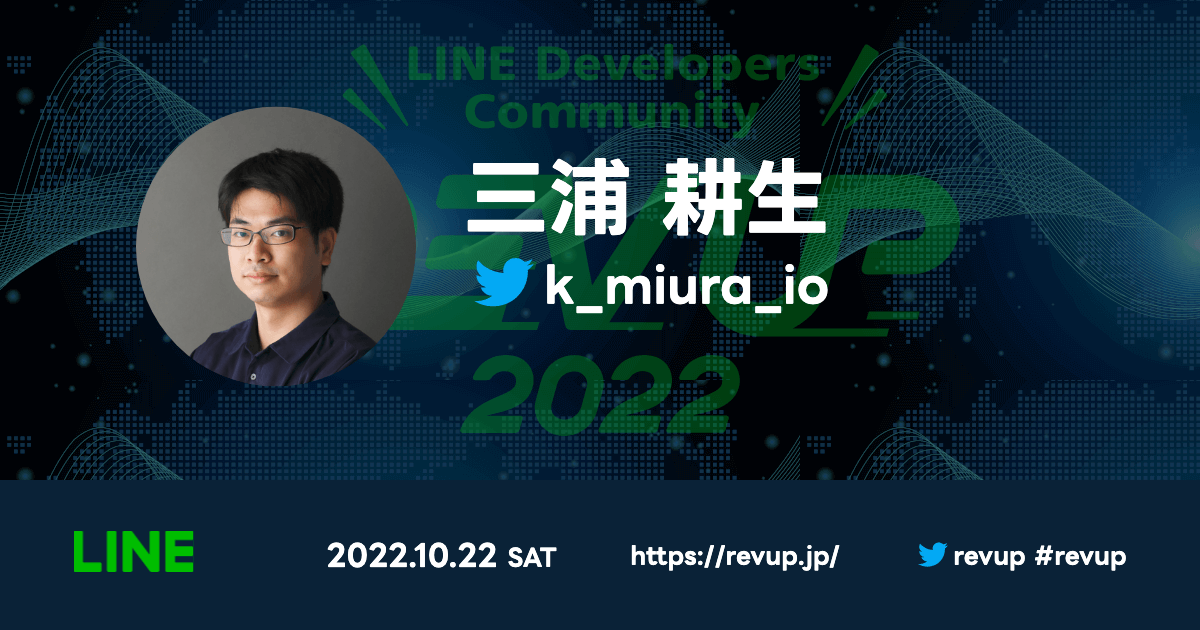 LINE Developers
Community
REVUP
2022
三浦 耕生
k_miura_io
LINE
2022.10.22 SAT
https://revup.jp/
revup #revup